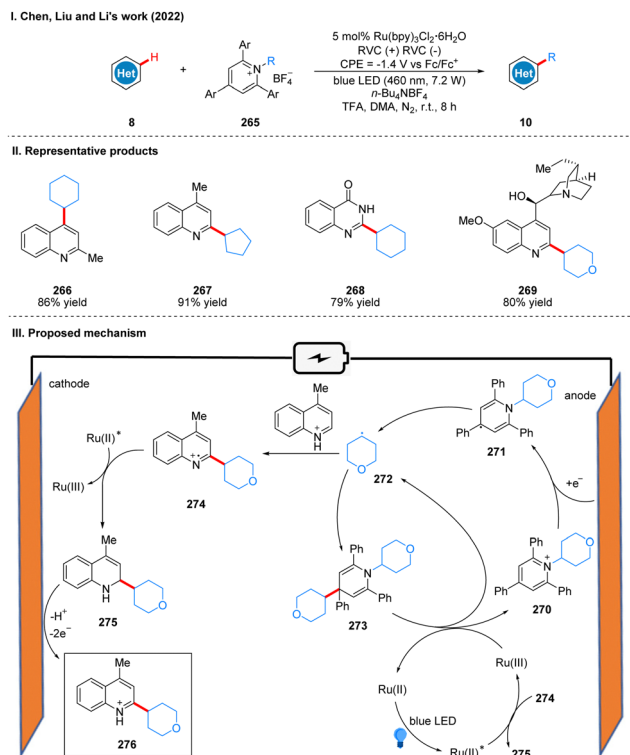 I. Chen, Liu and Li's work (2022)
Het
H
8
+
Ar
Ar
Ar
N
+
R
BF₄⁻
265
5 mol% Ru(bpy)₃Cl₂·6H₂O
RVC (+) RVC (-)
CPE = -1.4 V vs Fc/Fc⁺
blue LED (460 nm, 7.2 W)
n-Bu₄NBF₄
TFA, DMA, N₂, r.t., 8 h
Het
R
10
II. Representative products
N
Me
266
86% yield
Me
N
267
91% yield
O
NH
N
268
79% yield
Me
H
HO
N
MeO
N
O
269
80% yield
III. Proposed mechanism
cathode
anode
Ru(II)*
Ru(III)
Me
N
+•
O
274
Me
N
H
O
272
Ph
O
N
Ph
Ph
271
+e⁻
Ph
O
N
+
Ph
Ph
270
Me
N
H
O
275
-H⁺
-2e⁻
Me
N
H
+
O
276
Ph
O
N
O
Ph
Ph
273
Ru(II)
blue LED
Ru(II)*
Ru(III)
274
275